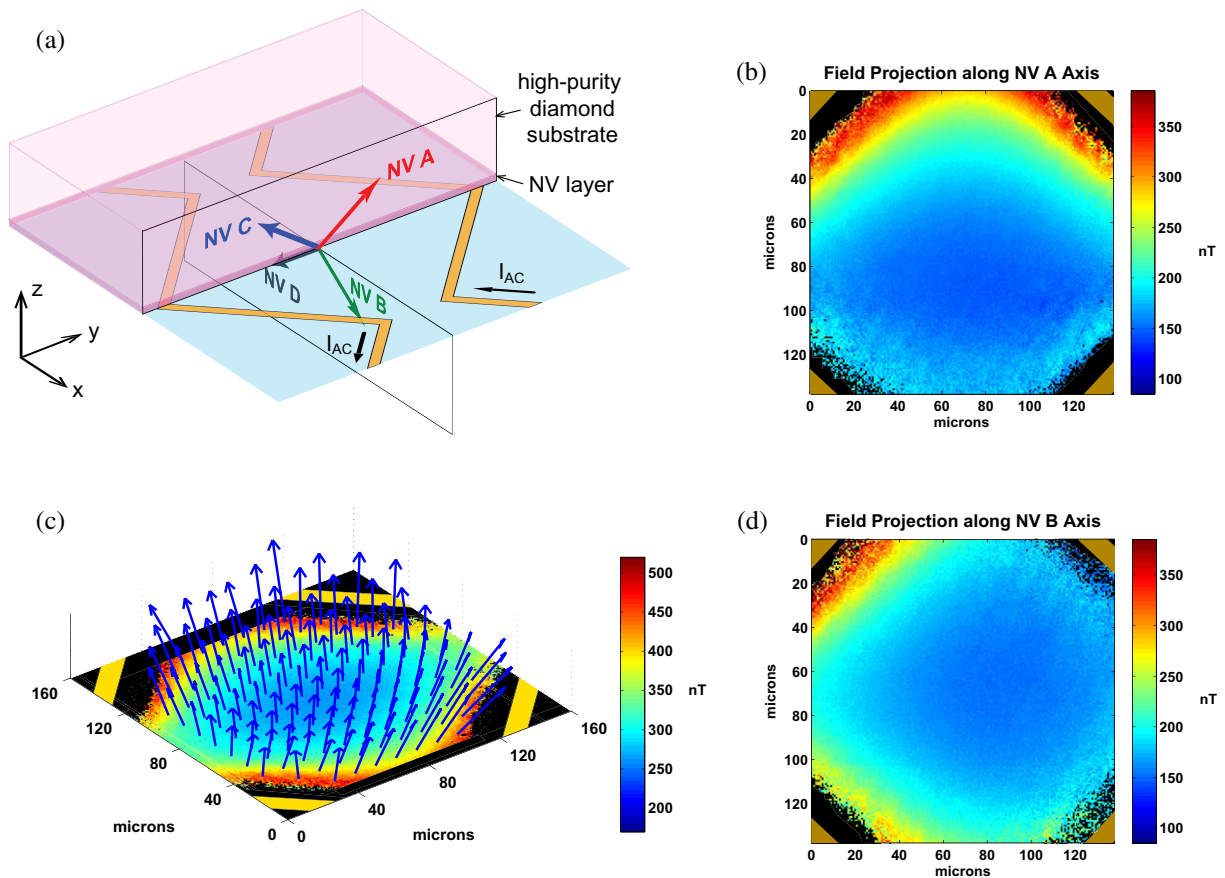 (a)
high-purity
diamond
substrate
NV layer
NV A
NV C
NV D
NV B
I_AC
I_AC
z
y
x
(b)
Field Projection along NV A Axis
0
20
40
60
80
100
120
microns
0 20 40 60 80 100 120
microns
350
300
250
200
150
100
nT
(c)
160
120
80
40
0
microns
0
40
80
120
160
microns
500
450
400
350
300
250
200
nT
(d)
Field Projection along NV B Axis
0
20
40
60
80
100
120
microns
0 20 40 60 80 100 120
microns
350
300
250
200
150
100
nT